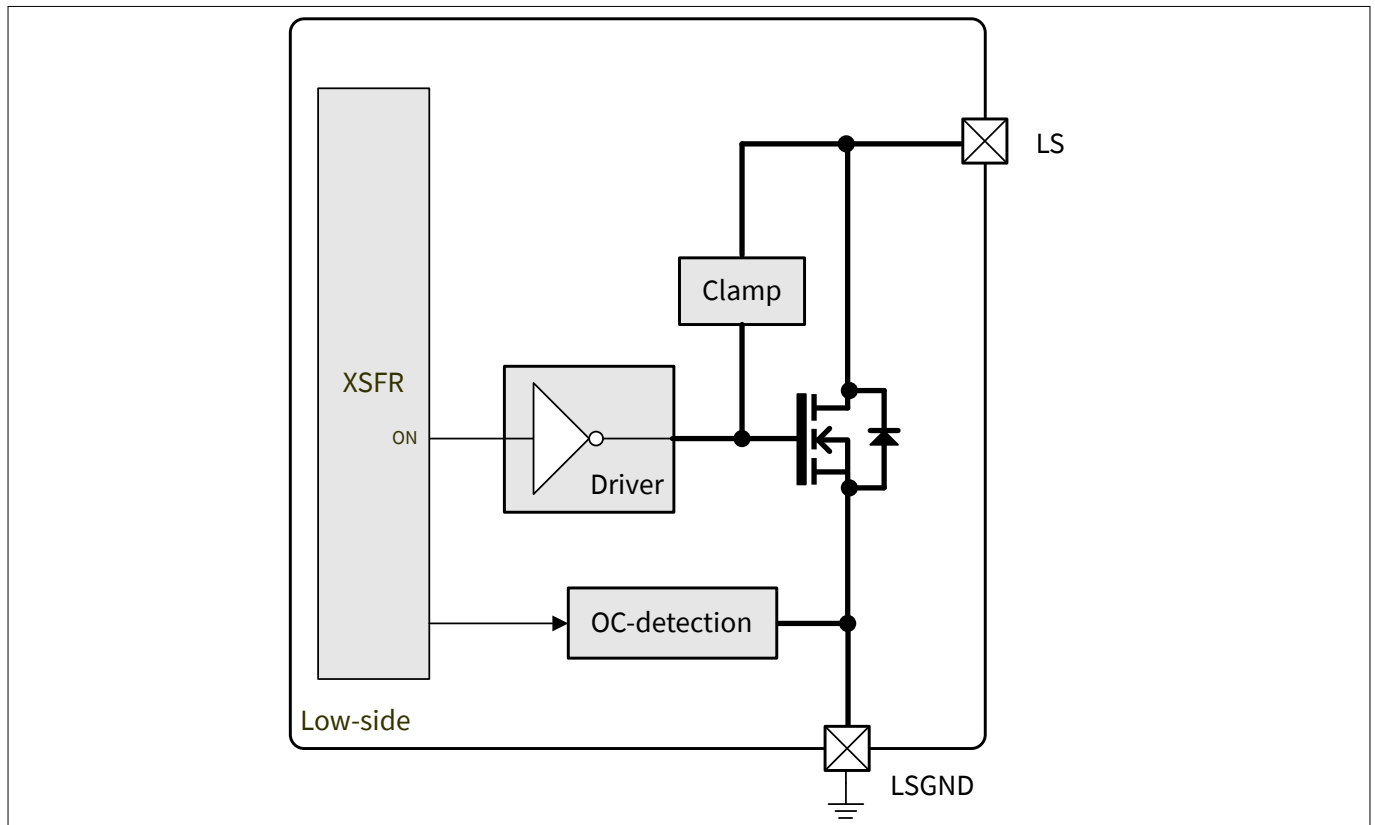 LS
Clamp
XSFR
ON
Driver
OC-detection
Low-side
LSGND